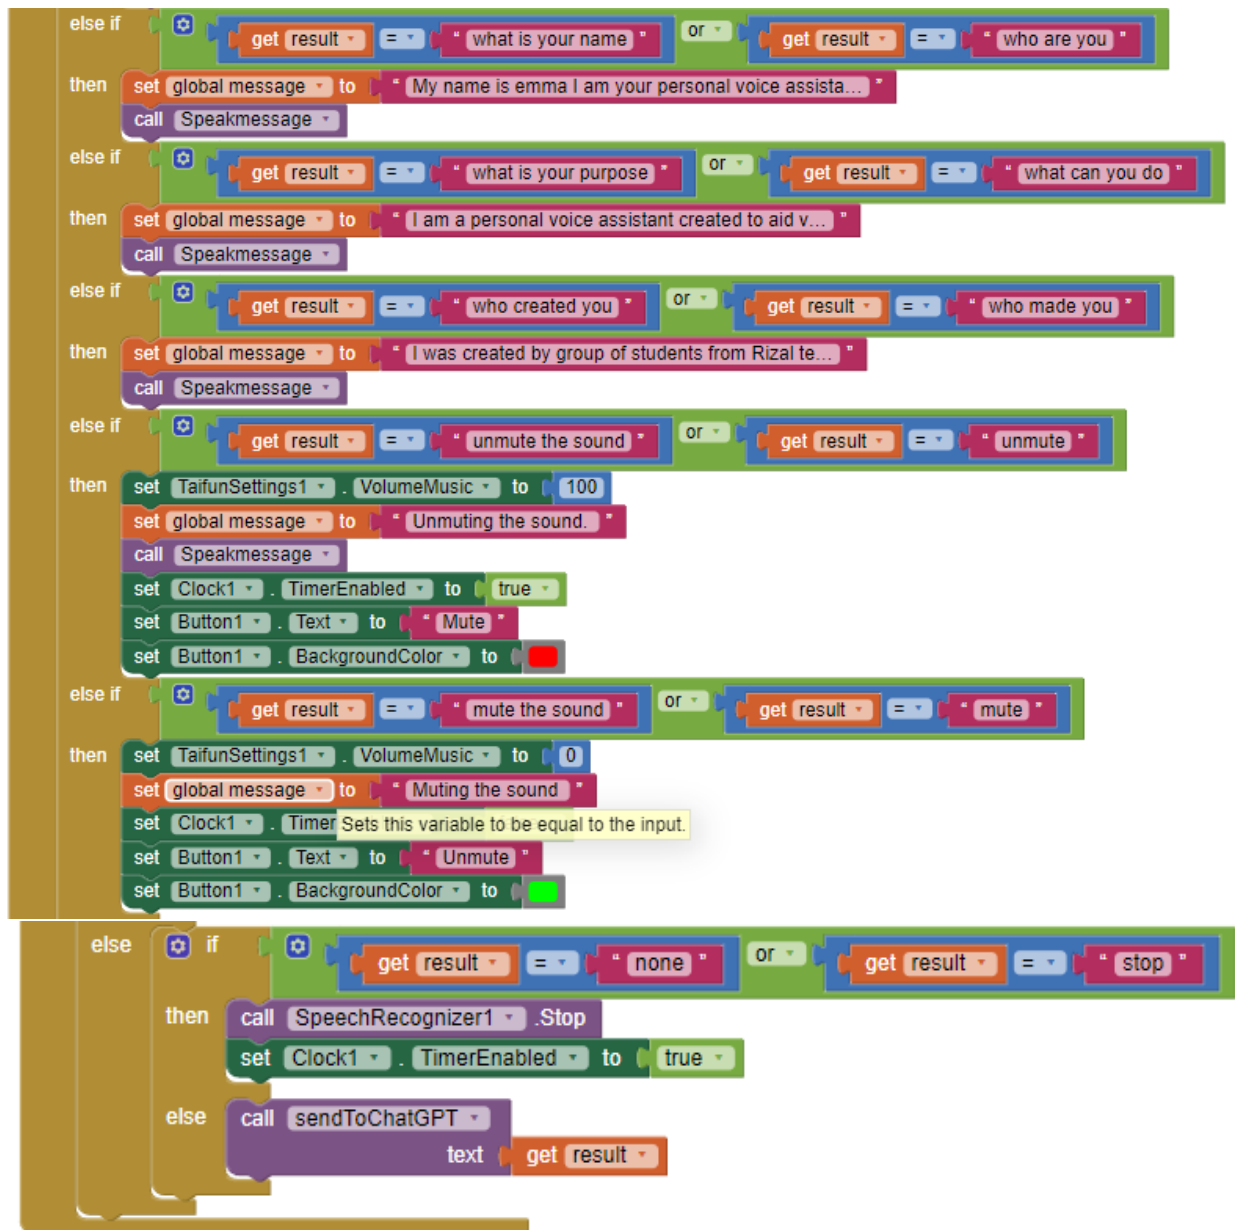 else if get result = " what is your name " or get result = " who are you "
then set global message to " My name is emma I am your personal voice assista... "
call Speakmessage
else if get result = " what is your purpose " or get result = " what can you do "
then set global message to " I am a personal voice assistant created to aid v... "
call Speakmessage
else if get result = " who created you " or get result = " who made you "
then set global message to " I was created by group of students from Rizal te... "
call Speakmessage
else if get result = " unmute the sound " or get result = " unmute "
then set TaifunSettings1 . VolumeMusic to 100
set global message to " Unmuting the sound. "
call Speakmessage
set Clock1 . TimerEnabled to true
set Button1 . Text to " Mute "
set Button1 . BackgroundColor to
else if get result = " mute the sound " or get result = " mute "
then set TaifunSettings1 . VolumeMusic to 0
set global message to " Muting the sound "
set Clock1 . Timer Sets this variable to be equal to the input.
set Button1 . Text to " Unmute "
set Button1 . BackgroundColor to
else if get result = " none " or get result = " stop "
then call SpeechRecognizer1 .Stop
set Clock1 . TimerEnabled to true
else call sendToChatGPT
text get result